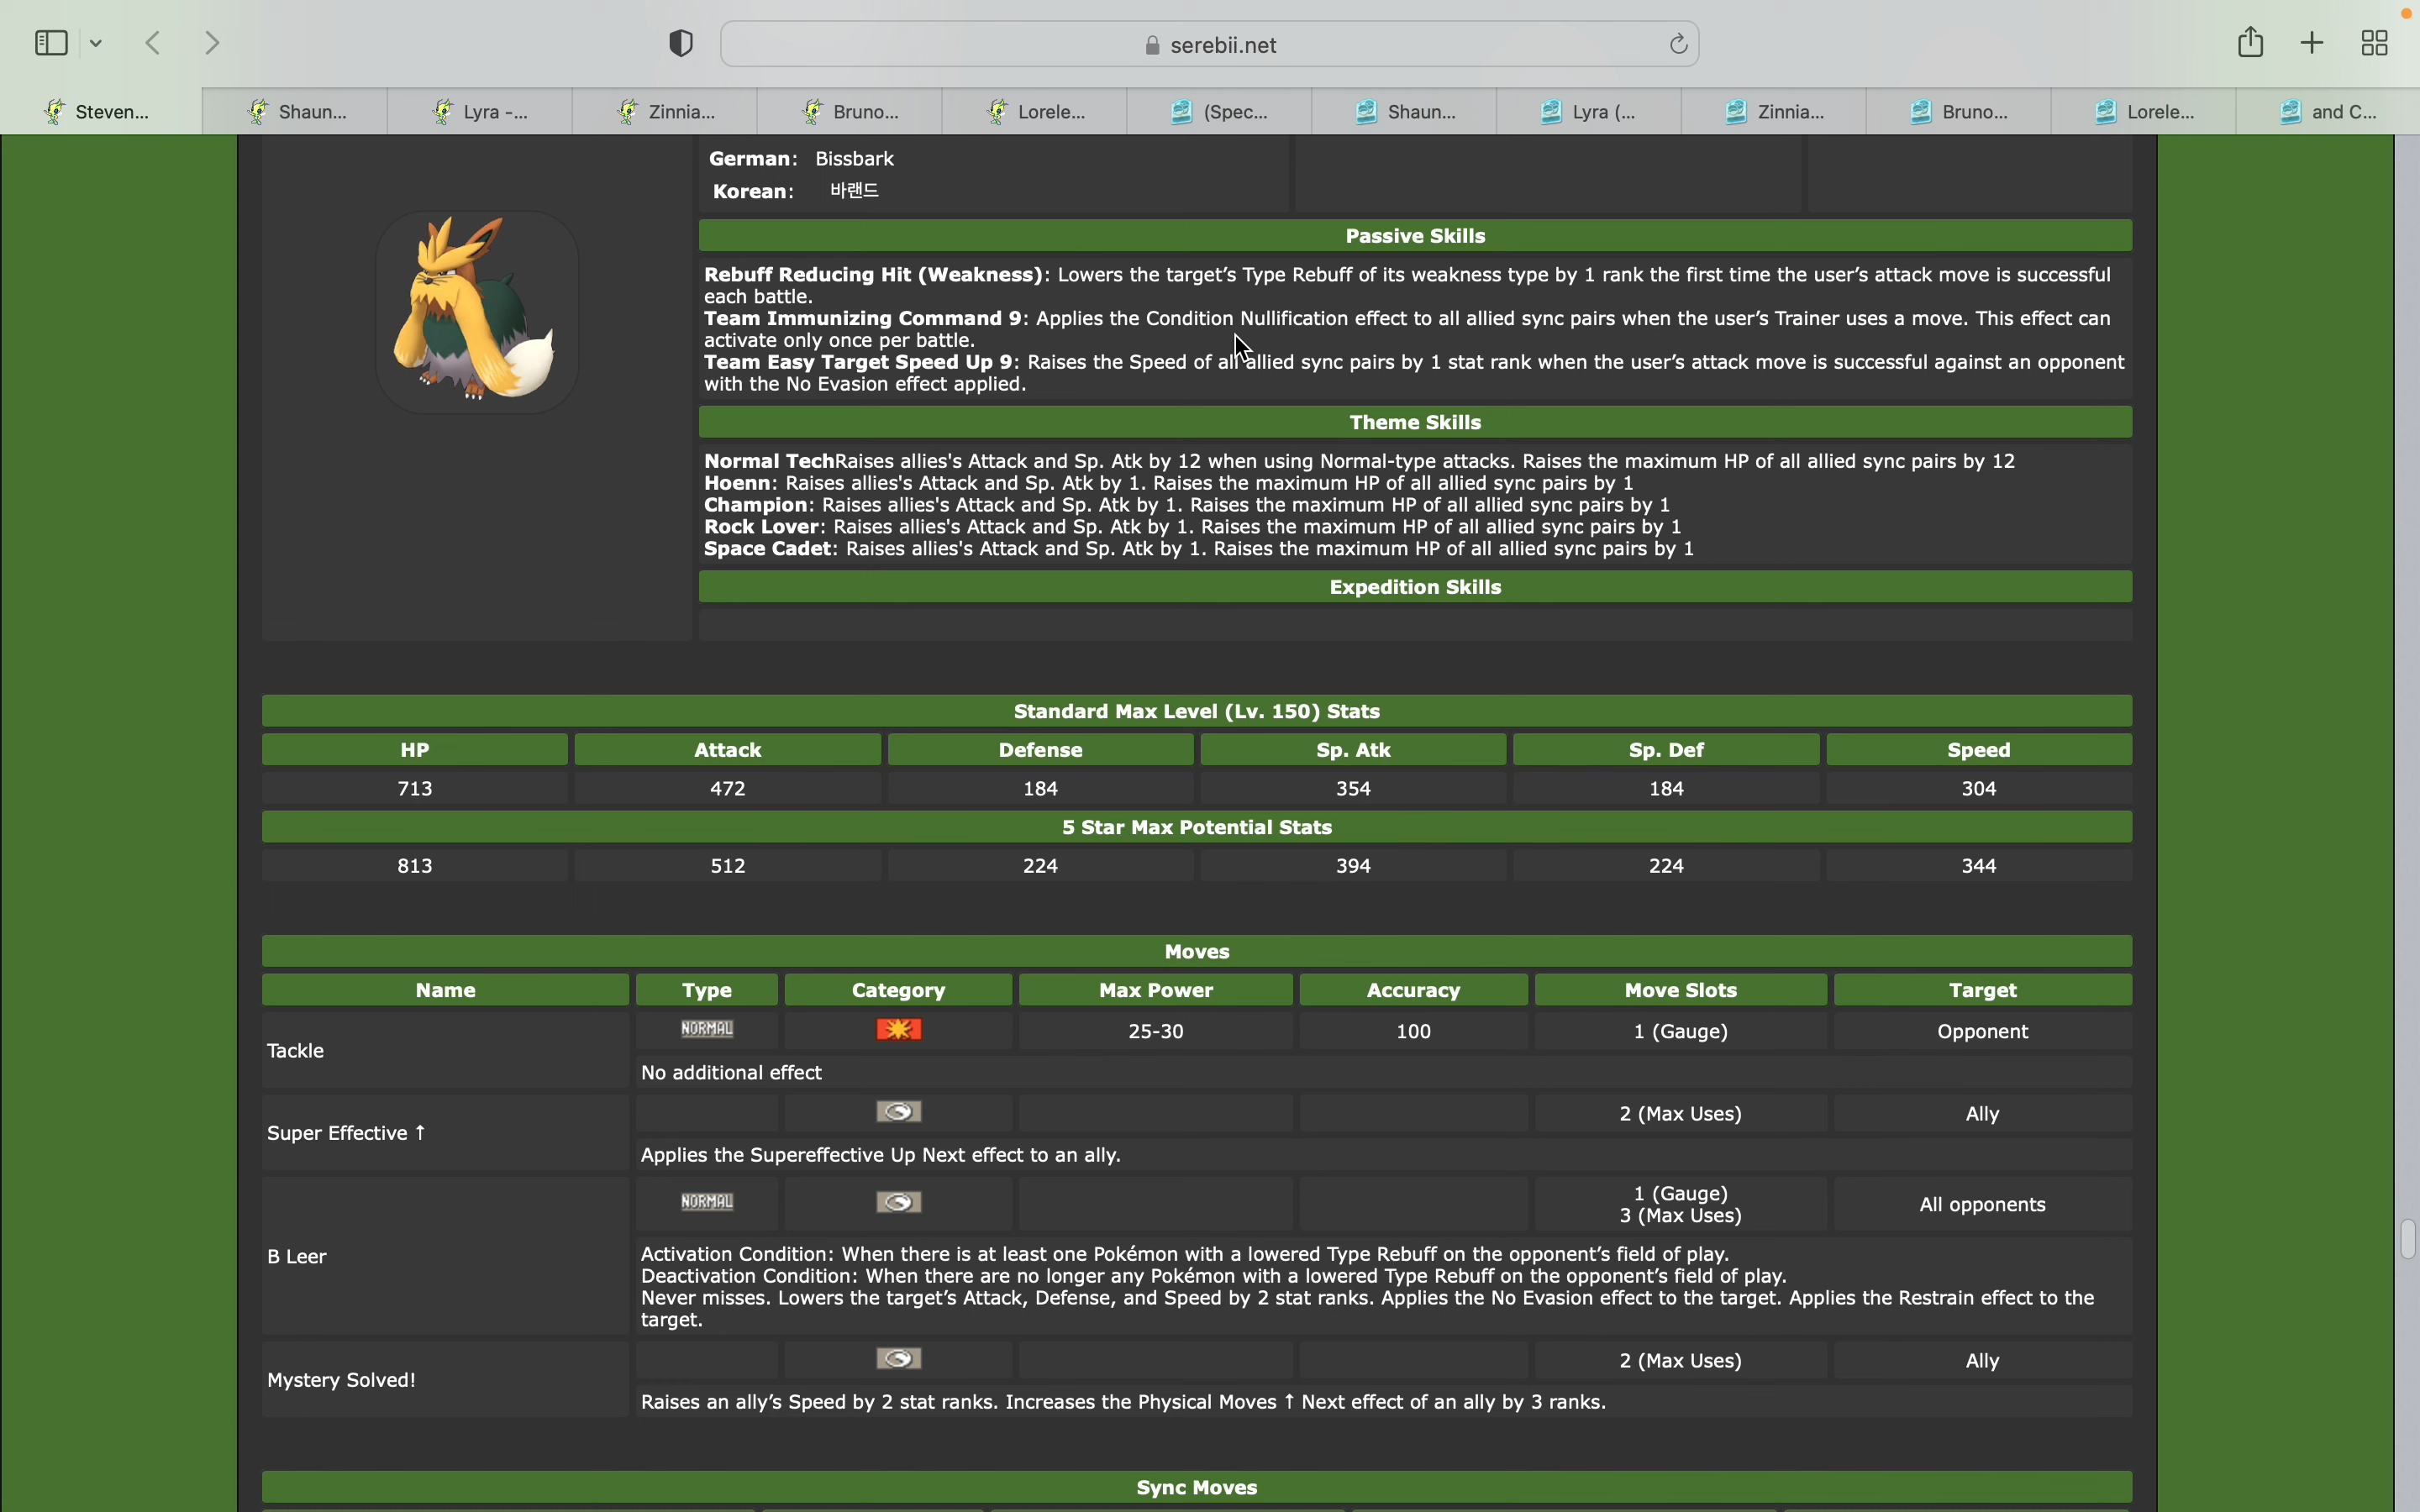 serebii.net
Steven...
Shaun...
Lyra -...
Zinnia...
Bruno...
Lorele...
(Spec...
Shaun...
Lyra (...
Zinnia...
Bruno...
Lorele...
and C...
German: Bissbark
Korean: 바랜드
Passive Skills
Rebuff Reducing Hit (Weakness): Lowers the target's Type Rebuff of its weakness type by 1 rank the first time the user's attack move is successful
each battle.
Team Immunizing Command 9: Applies the Condition Nullification effect to all allied sync pairs when the user's Trainer uses a move. This effect can
activate only once per battle.
Team Easy Target Speed Up 9: Raises the Speed of all allied sync pairs by 1 stat rank when the user's attack move is successful against an opponent
with the No Evasion effect applied.
Theme Skills
Normal TechRaises allies's Attack and Sp. Atk by 12 when using Normal-type attacks. Raises the maximum HP of all allied sync pairs by 12
Hoenn: Raises allies's Attack and Sp. Atk by 1. Raises the maximum HP of all allied sync pairs by 1
Champion: Raises allies's Attack and Sp. Atk by 1. Raises the maximum HP of all allied sync pairs by 1
Rock Lover: Raises allies's Attack and Sp. Atk by 1. Raises the maximum HP of all allied sync pairs by 1
Space Cadet: Raises allies's Attack and Sp. Atk by 1. Raises the maximum HP of all allied sync pairs by 1
Expedition Skills
Standard Max Level (Lv. 150) Stats
HP Attack Defense Sp. Atk Sp. Def Speed
713 472 184 354 184 304
5 Star Max Potential Stats
813 512 224 394 224 344
Moves
Name Type Category Max Power Accuracy Move Slots Target
Tackle
NORMAL 25-30 100 1 (Gauge) Opponent
No additional effect
Super Effective ↑
2 (Max Uses) Ally
Applies the Supereffective Up Next effect to an ally.
B Leer
NORMAL
1 (Gauge)
3 (Max Uses)
All opponents
Activation Condition: When there is at least one Pokémon with a lowered Type Rebuff on the opponent's field of play.
Deactivation Condition: When there are no longer any Pokémon with a lowered Type Rebuff on the opponent's field of play.
Never misses. Lowers the target's Attack, Defense, and Speed by 2 stat ranks. Applies the No Evasion effect to the target. Applies the Restrain effect to the
target.
Mystery Solved!
2 (Max Uses) Ally
Raises an ally's Speed by 2 stat ranks. Increases the Physical Moves ↑ Next effect of an ally by 3 ranks.
Sync Moves